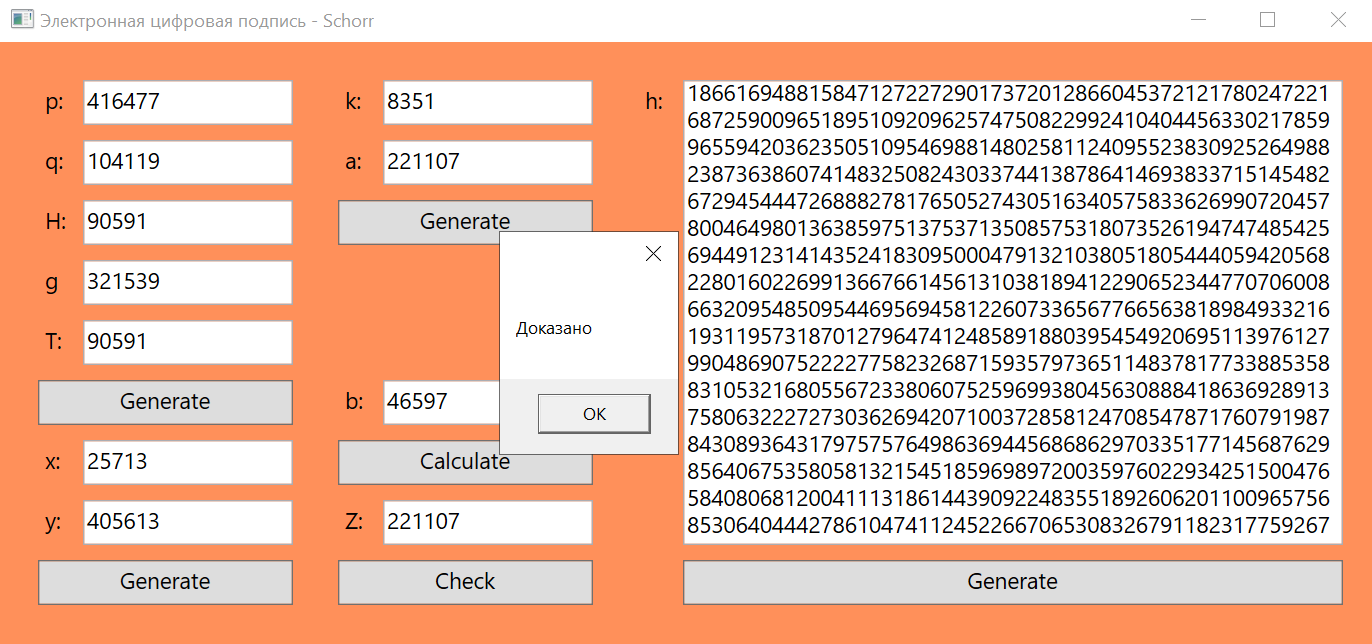 Электронная цифровая подпись - Schorr
p:
416477
q:
104119
H:
90591
g
321539
T:
90591
Generate
x:
25713
y:
405613
Generate
k:
8351
a:
221107
Generate
b:
46597
Calculate
Z:
221107
Check
Доказано
OK
h:
18661694881584712722729017372012866045372121780247221
68725900965189510920962574750822992410404456330217859
96559420362350510954698814802581124095523830925264988
23873638607414832508243033744138786414693833715145482
67294544472688827817650527430516340575833626990720457
80046498013638597513753713508575318073526194747485425
69449123141435241830950004791321038051805444059420568
22801602269913667661456131038189412290652344770706008
66320954850954469569458122607336567766563818984933216
19311957318701279647412485891880395454920695113976127
99048690752222775823268715935797365114837817733885358
83105321680556723380607525969938045630888418636928913
75806322272730362694207100372858124708547871760791987
84308936431797575764986369445686862970335177145687629
85640675358058132154518596989720035976022934251500476
58408068120041113186144390922483551892606201100965756
85306404442786104741124522667065308326791182317759267
Generate